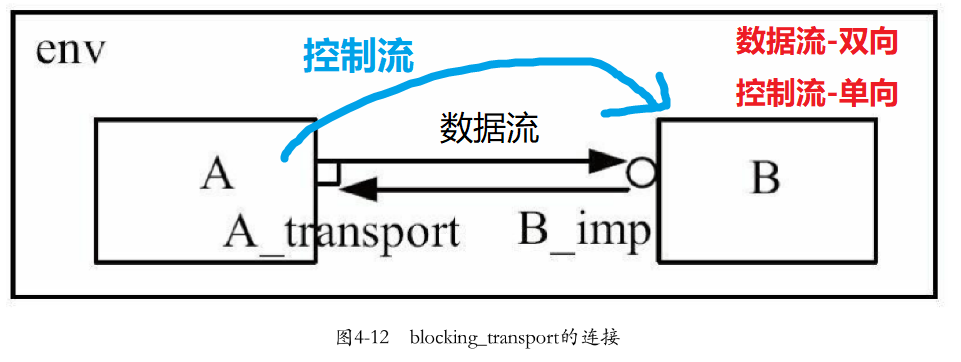 env
控制流
数据流-双向
控制流-单向
数据流
A
B
A_transport
B_imp
图4-12 blocking_transport的连接